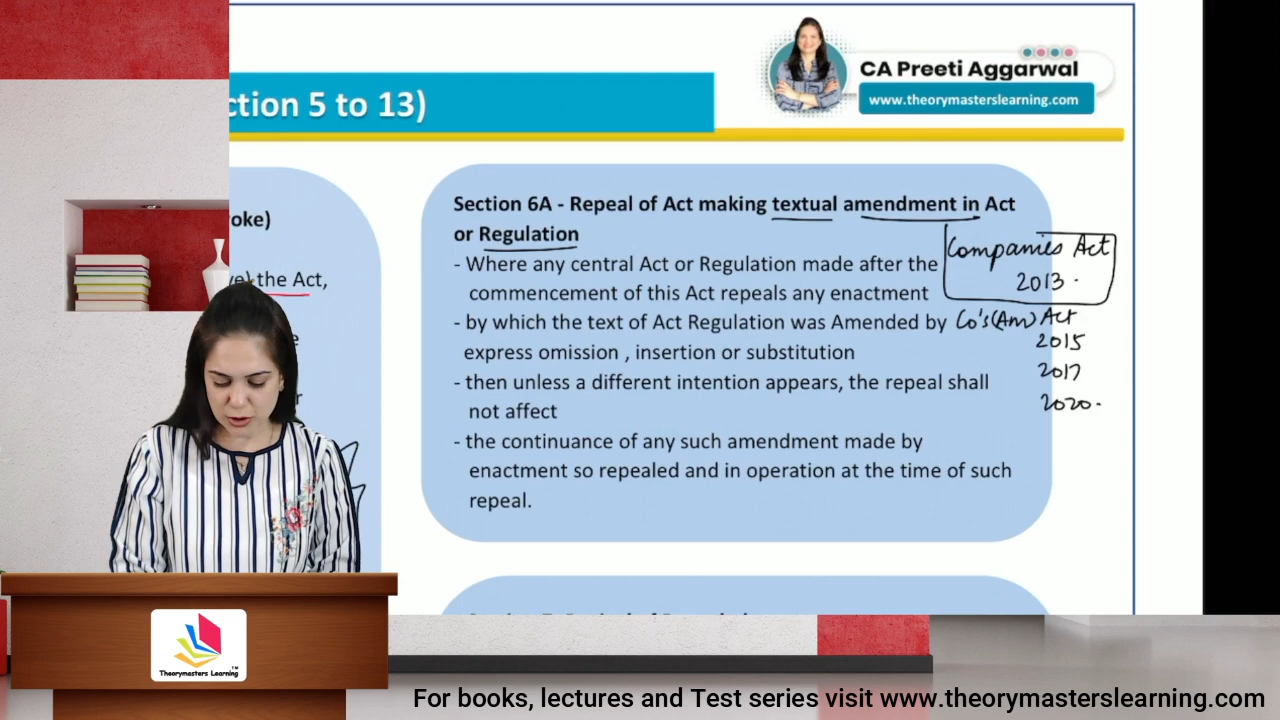 ction 5 to 13)
CA Preeti Aggarwal
www.theorymasterslearning.com
oke)
the Act,
Section 6A - Repeal of Act making textual amendment in Act
or Regulation
- Where any central Act or Regulation made after the
commencement of this Act repeals any enactment
- by which the text of Act Regulation was Amended by
express omission , insertion or substitution
- then unless a different intention appears, the repeal shall
not affect
- the continuance of any such amendment made by
enactment so repealed and in operation at the time of such
repeal.
Companies Act
2013.
Co's (Am) Act
2015
2017
2020.
Theorymasters Learning TM
For books, lectures and Test series visit www.theorymasterslearning.com